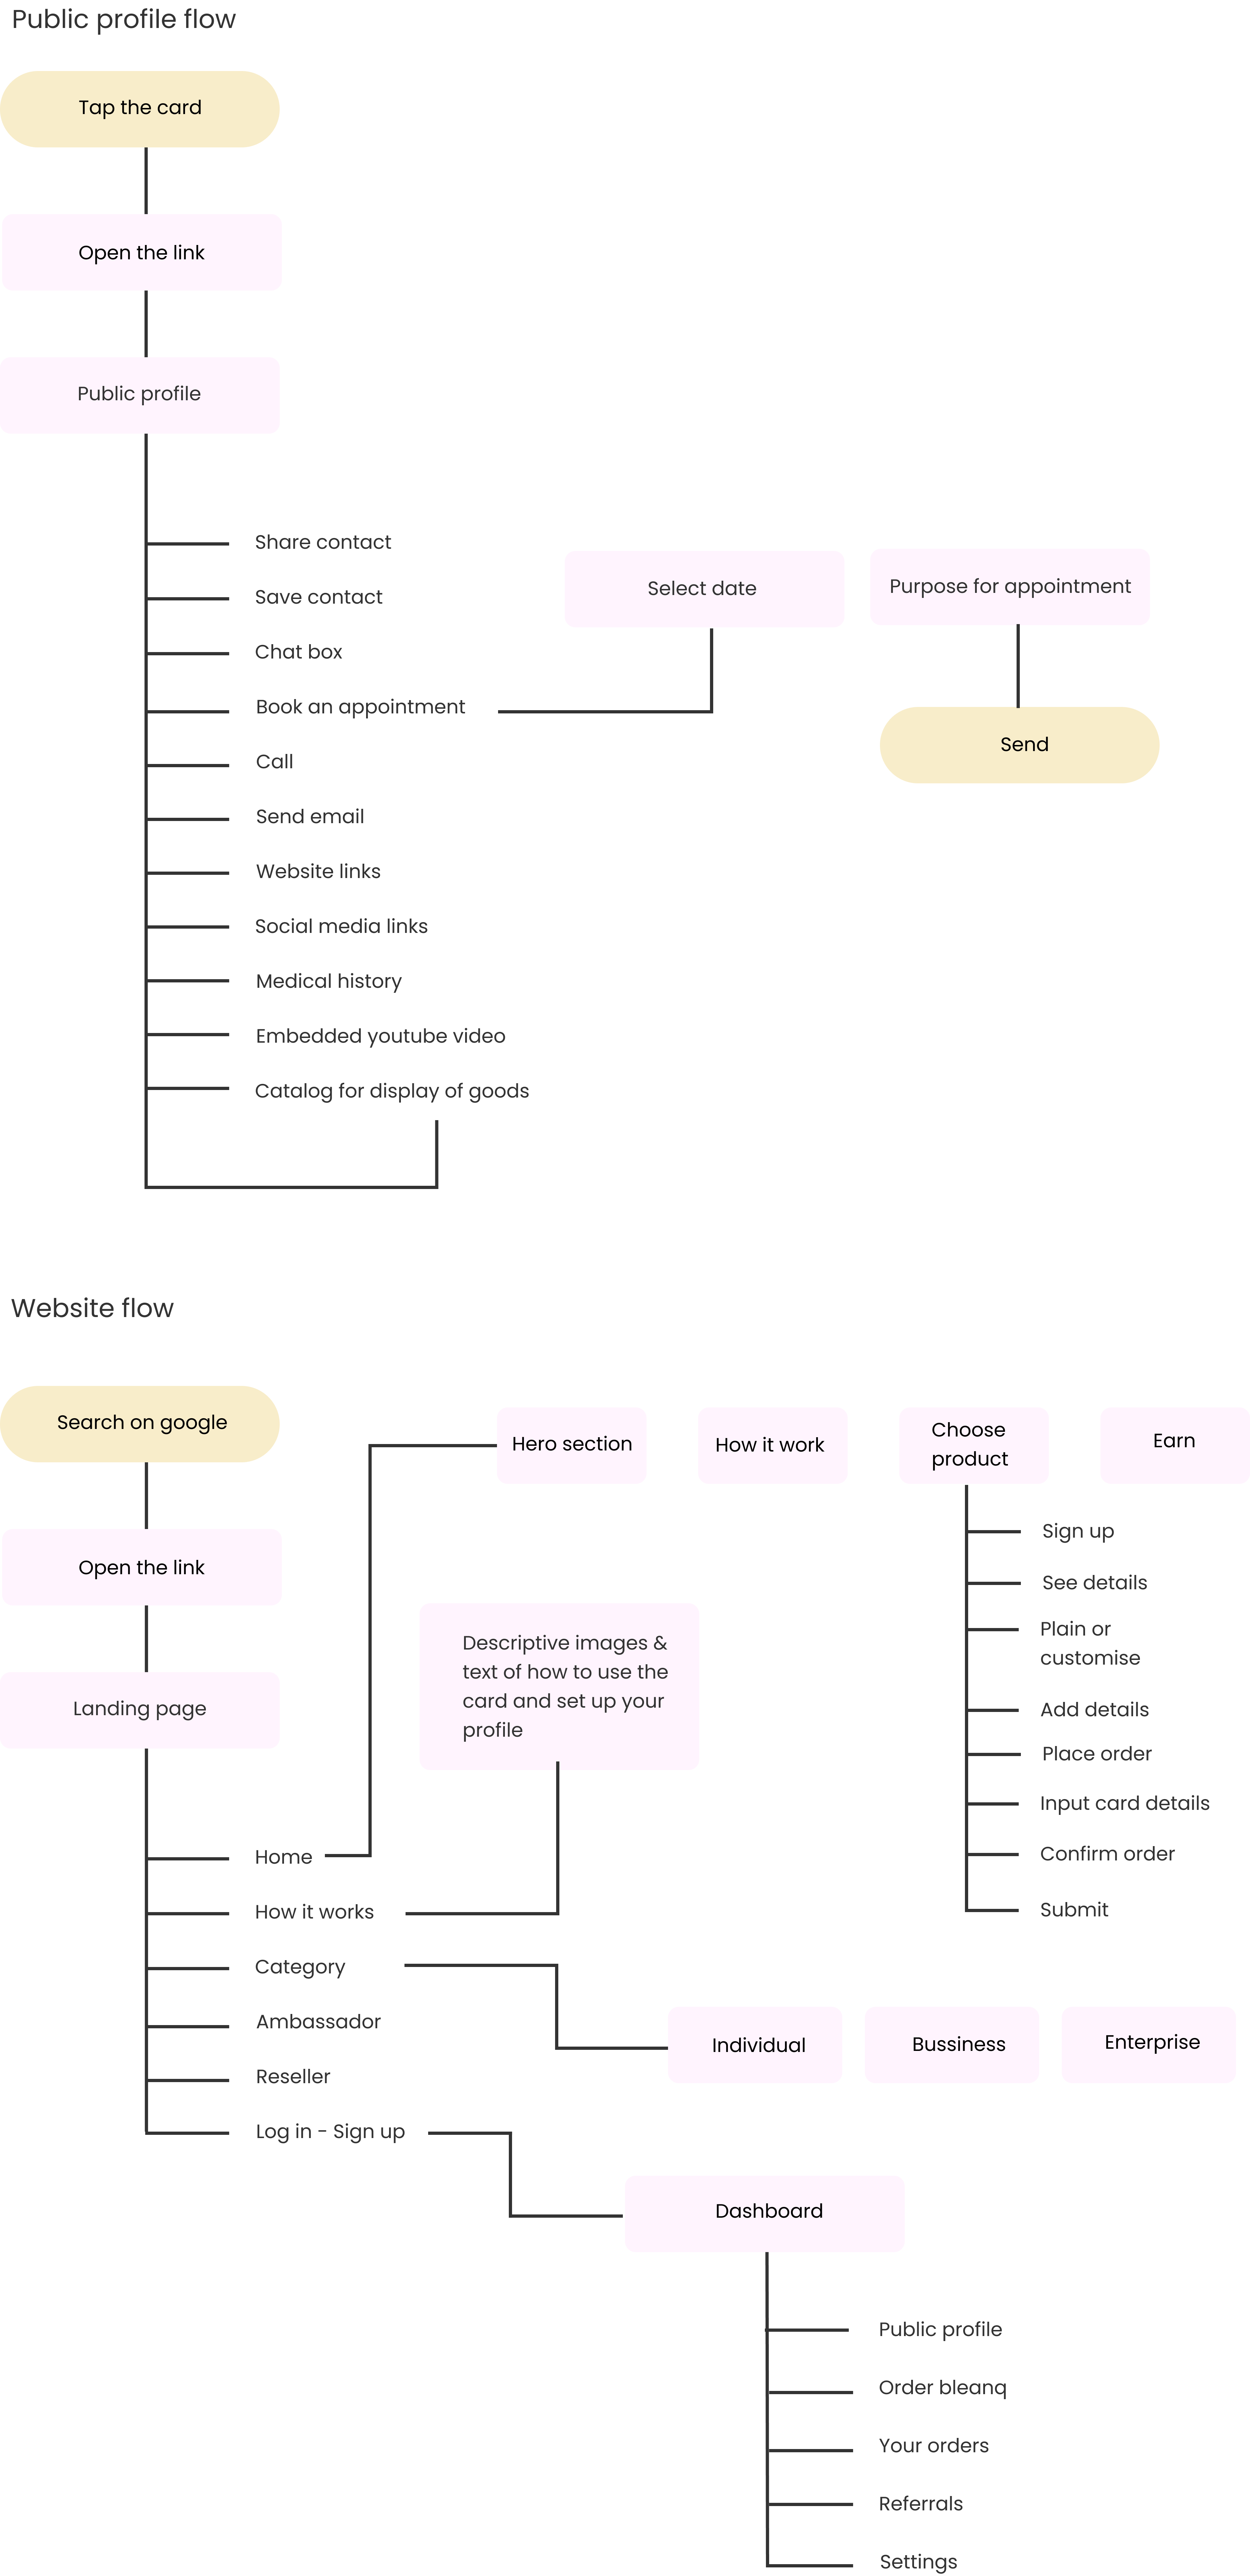 Public profile flow
Tap the card
Open the link
Public profile
Share contact
Save contact
Chat box
Book an appointment
Call
Send email
Website links
Social media links
Medical history
Embedded youtube video
Catalog for display of goods
Select date
Purpose for appointment
Send
Website flow
Search on google
Open the link
Landing page
Home
How it works
Category
Ambassador
Reseller
Log in - Sign up
Hero section
How it work
Choose
product
Earn
Sign up
See details
Plain or
customise
Add details
Place order
Input card details
Confirm order
Submit
Descriptive images &
text of how to use the
card and set up your
profile
Individual
Bussiness
Enterprise
Dashboard
Public profile
Order bleanq
Your orders
Referrals
Settings